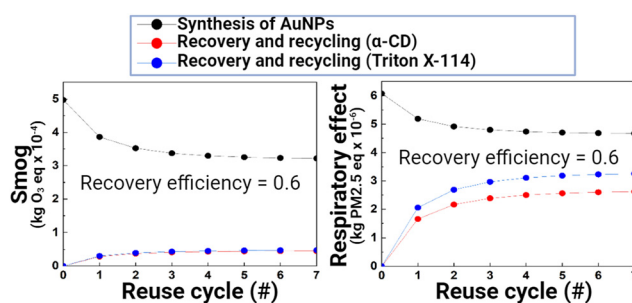 Synthesis of AuNPs
Recovery and recycling (α-CD)
Recovery and recycling (Triton X-114)
Smog
(kg O₃ eq x 10⁻⁴)
5
4
3
2
1
0
Recovery efficiency = 0.6
0 1 2 3 4 5 6 7
Reuse cycle (#)
Respiratory effect
(kg PM2.5 eq x 10⁻⁶)
6
5
4
3
2
1
0
Recovery efficiency = 0.6
0 1 2 3 4 5 6 7
Reuse cycle (#)